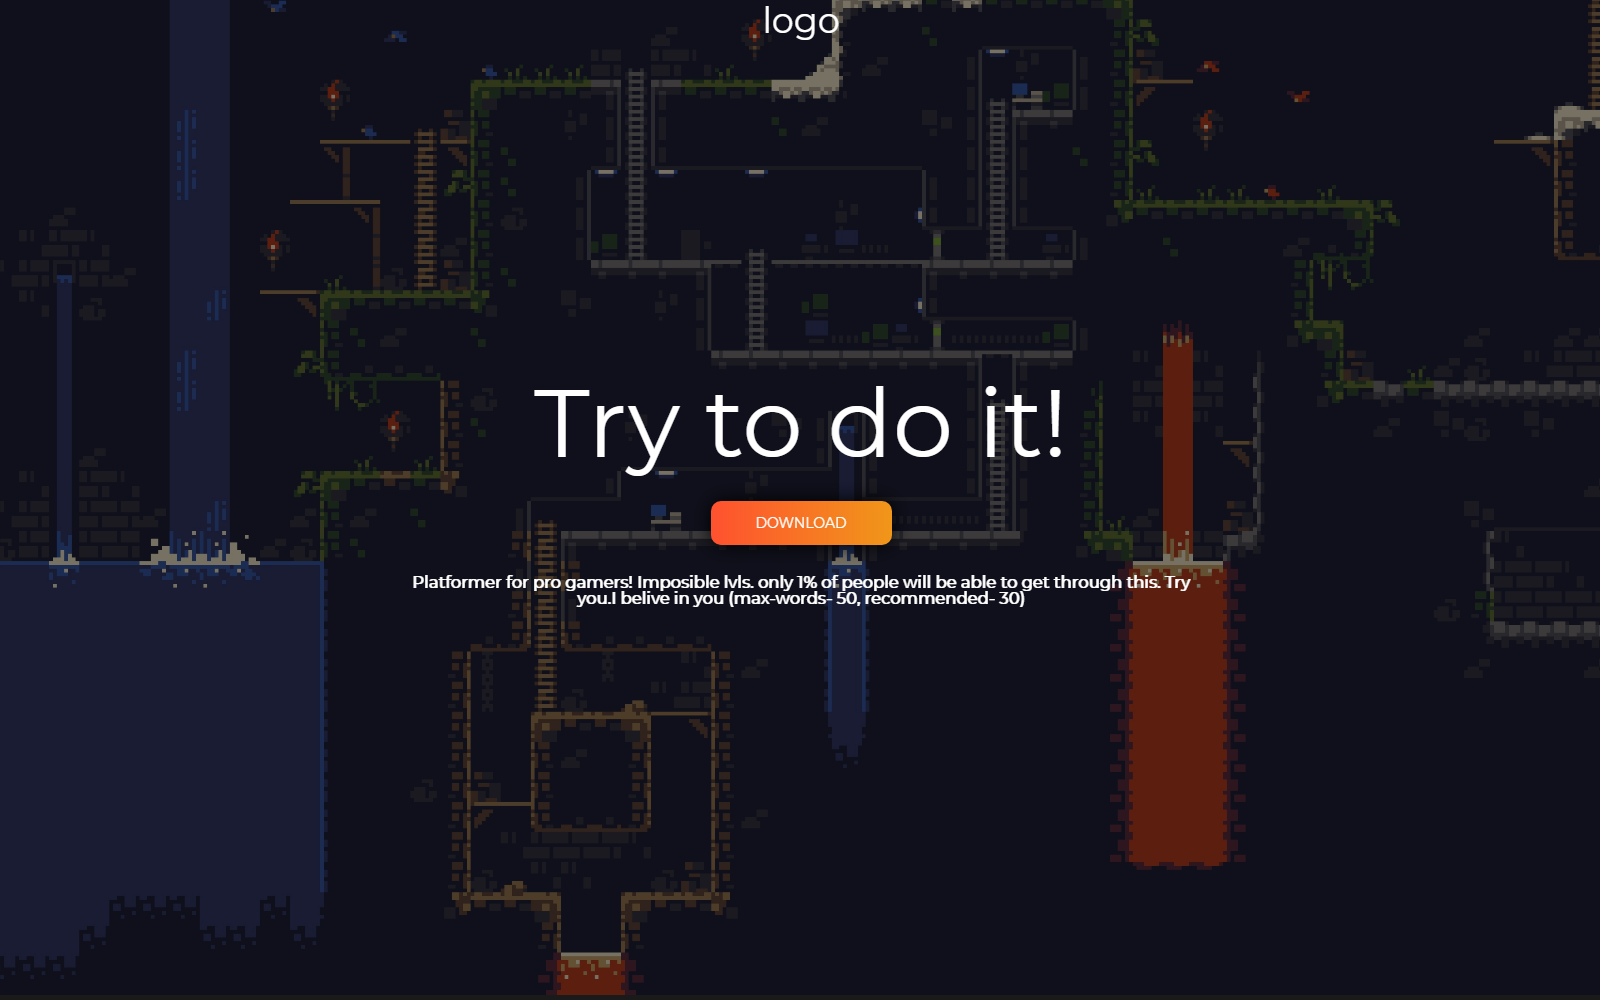 logo
Try to do it!
DOWNLOAD
Platformer for pro gamers! Imposible lvls. only 1% of people will be able to get through this. Try
you.I belive in you (max-words- 50, recommended- 30)